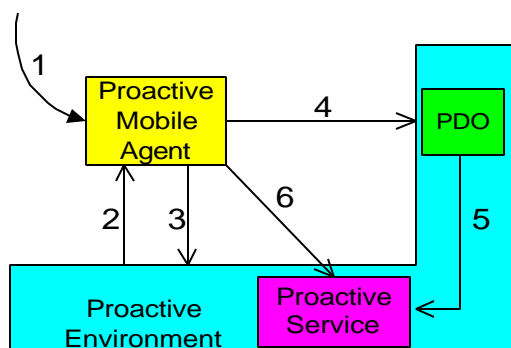 1
Proactive
Mobile
Agent
4
PDO
2
3
6
5
Proactive
Environment
Proactive
Service